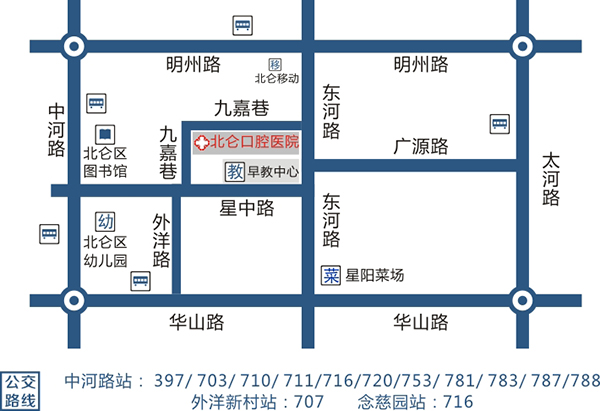 明州路
明州路
移
北仑移动
中河路
九嘉巷
东河路
九嘉巷
北仑口腔医院
广源路
北仑区
图书馆
教
早教中心
太河路
星中路
东河路
幼
北仑区
幼儿园
外洋路
菜
星阳菜场
华山路
华山路
公交
路线
中河路站：397/ 703/ 710/ 711/716/720/753/ 781/ 783/ 787/788
外洋新村站：707 念慈园站：716